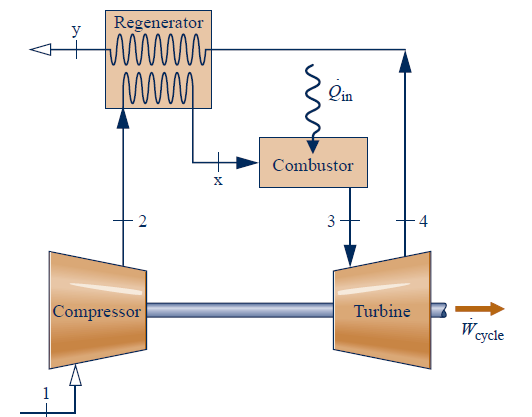 Regenerator
y
Q̇in
Combustor
x
2
3
4
Compressor
Turbine
Ẇcycle
1